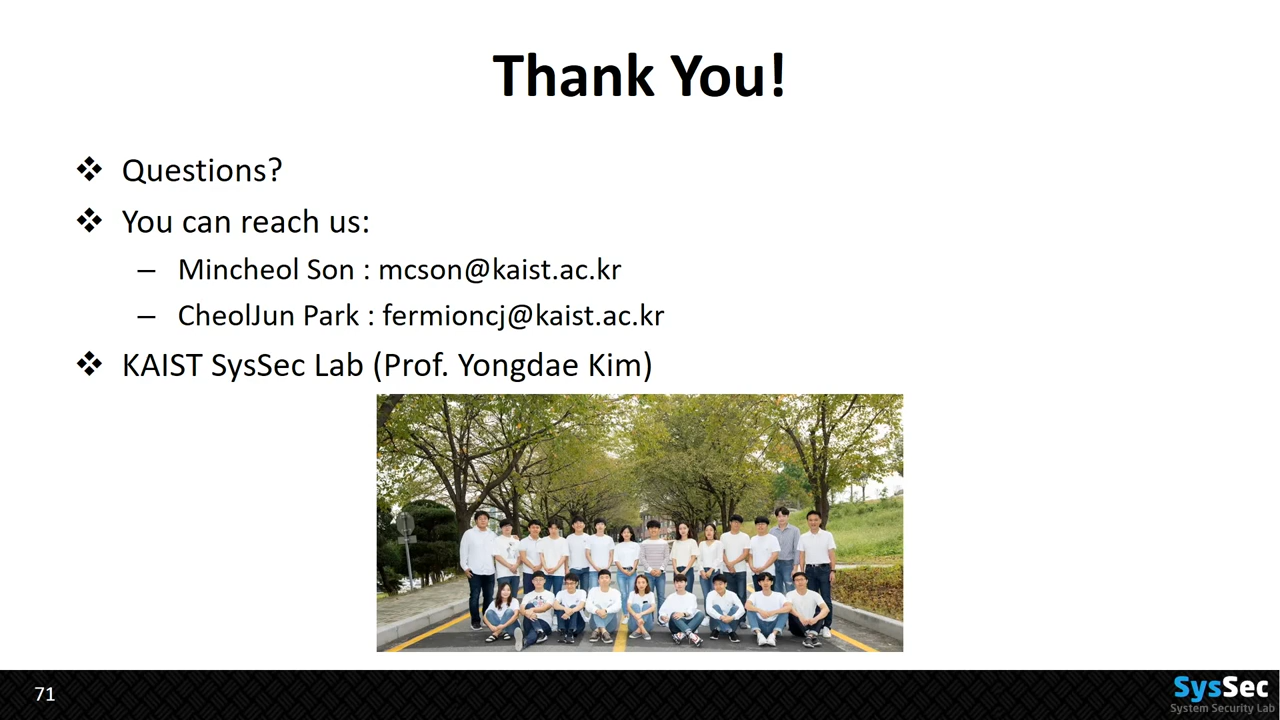 Thank You!
❖ Questions?
❖ You can reach us:
– Mincheol Son : mcson@kaist.ac.kr
– CheolJun Park : fermioncj@kaist.ac.kr
❖ KAIST SysSec Lab (Prof. Yongdae Kim)
71
SysSec
System Security Lab